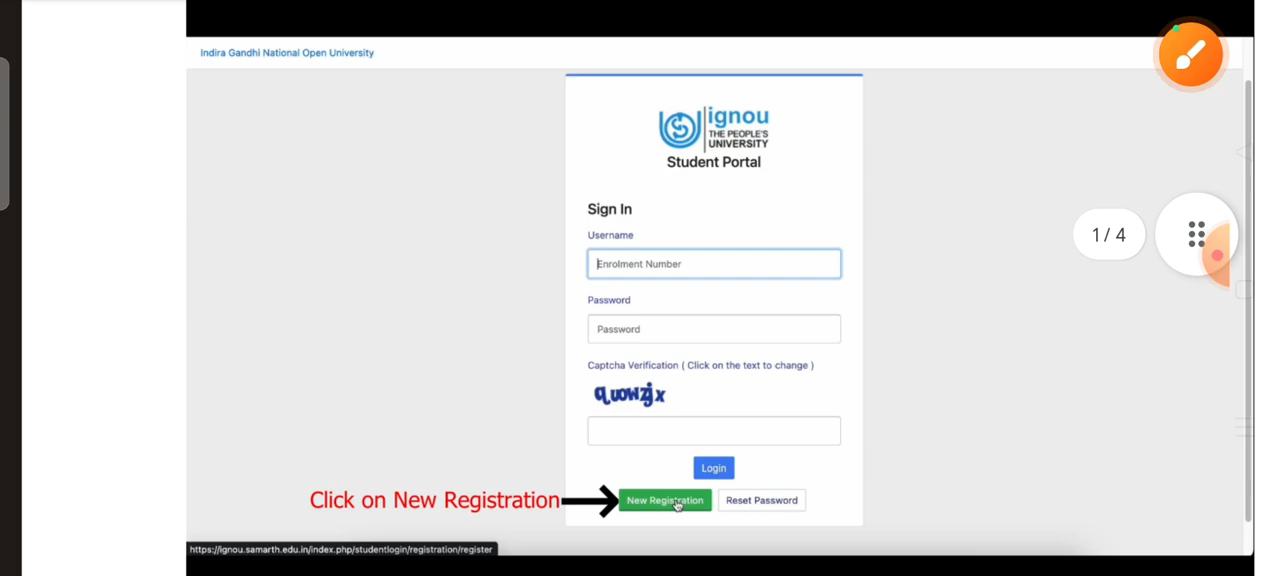 Indira Gandhi National Open University
ignou
THE PEOPLE'S
UNIVERSITY
Student Portal
Sign In
Username
Enrolment Number
1 / 4
Password
Password
Captcha Verification ( Click on the text to change )
quowzjx
Login
Click on New Registration
New Registration
Reset Password
https://ignou.samarth.edu.in/index.php/studentlogin/registration/register